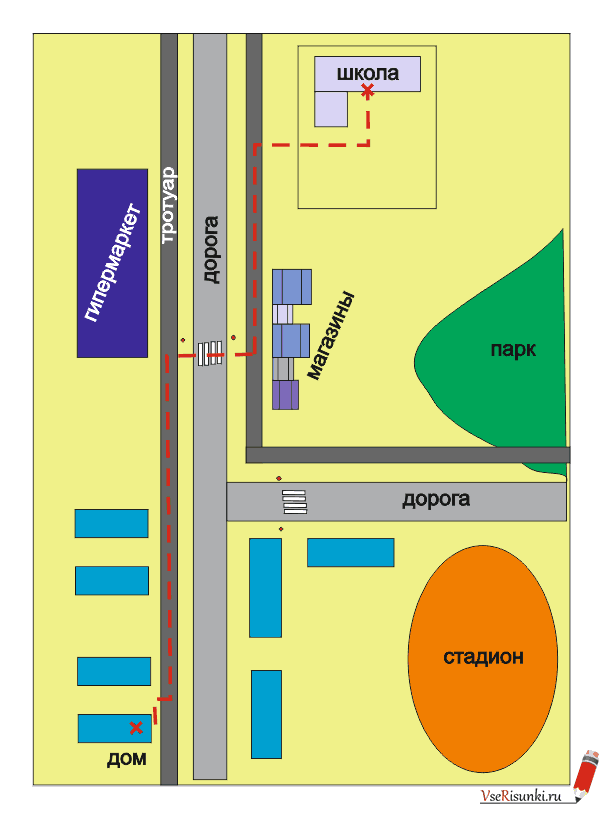 школа
тротуар
гипермаркет
дорога
магазины
парк
дорога
стадион
дом
VseRisunki.ru